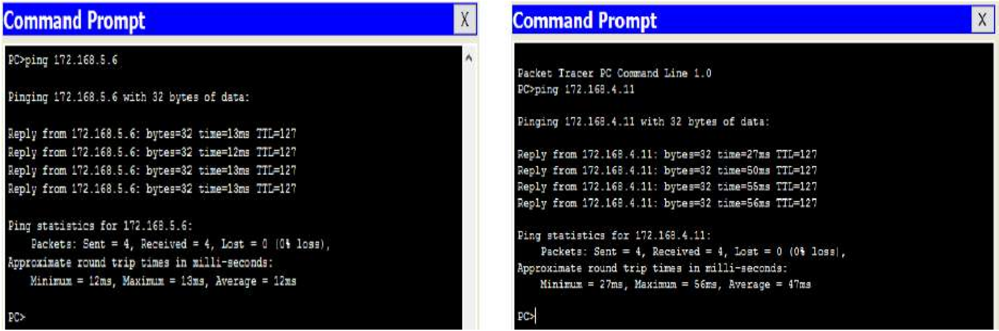 Command Prompt X
PC>ping 172.168.5.6
Pinging 172.168.5.6 with 32 bytes of data:
Reply from 172.168.5.6: bytes=32 time=13ms TTL=127
Reply from 172.168.5.6: bytes=32 time=12ms TTL=127
Reply from 172.168.5.6: bytes=32 time=13ms TTL=127
Reply from 172.168.5.6: bytes=32 time=13ms TTL=127
Ping statistics for 172.168.5.6:
Packets: Sent = 4, Received = 4, Lost = 0 (0% loss),
Approximate round trip times in milli-seconds:
Minimum = 12ms, Maximum = 13ms, Average = 12ms
PC>
Command Prompt X
Packet Tracer PC Command Line 1.0
PC>ping 172.168.4.11
Pinging 172.168.4.11 with 32 bytes of data:
Reply from 172.168.4.11: bytes=32 time=27ms TTL=127
Reply from 172.168.4.11: bytes=32 time=50ms TTL=127
Reply from 172.168.4.11: bytes=32 time=55ms TTL=127
Reply from 172.168.4.11: bytes=32 time=56ms TTL=127
Ping statistics for 172.168.4.11:
Packets: Sent = 4, Received = 4, Lost = 0 (0% loss),
Approximate round trip times in milli-seconds:
Minimum = 27ms, Maximum = 56ms, Average = 47ms
PC>